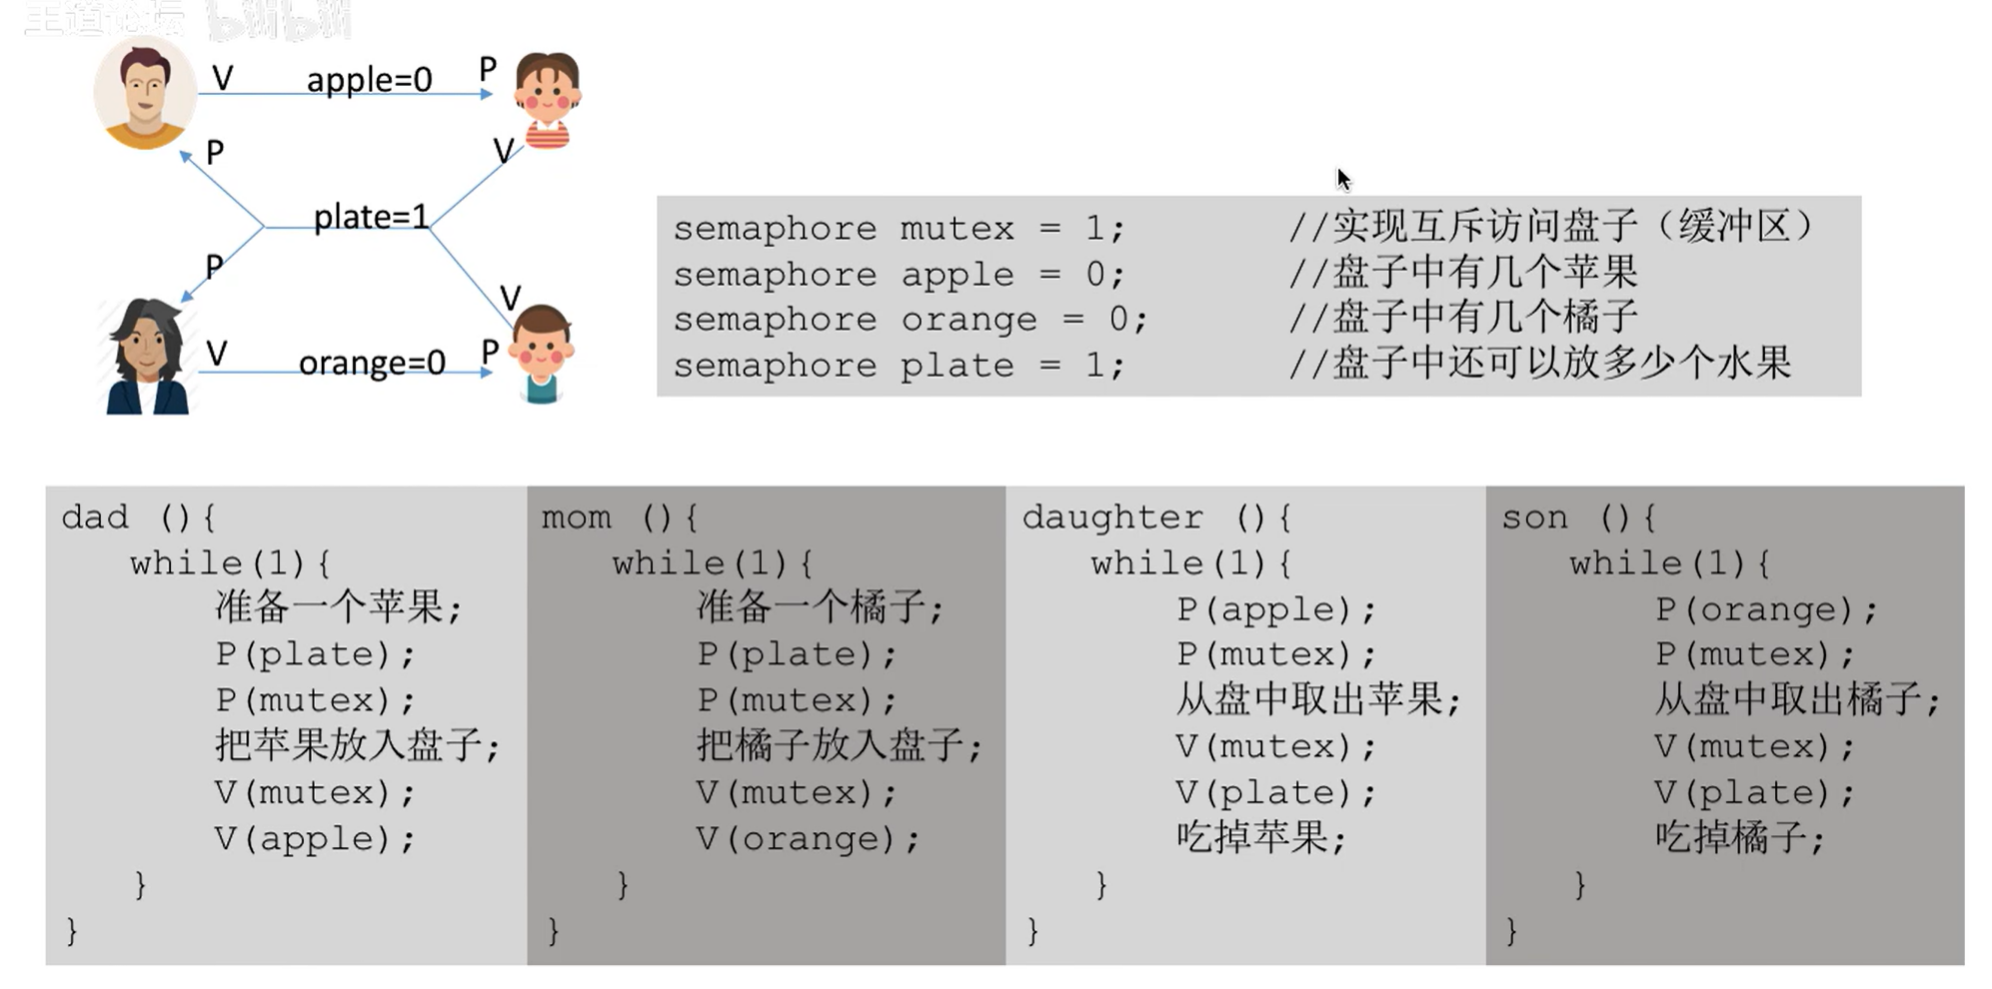 王道论坛 bilibili
V apple=0 P
P V
plate=1
P V
V orange=0 P
semaphore mutex = 1; //实现互斥访问盘子（缓冲区）
semaphore apple = 0; //盘子中有几个苹果
semaphore orange = 0; //盘子中有几个橘子
semaphore plate = 1; //盘子中还可以放多少个水果
dad (){
while(1){
准备一个苹果;
P(plate);
P(mutex);
把苹果放入盘子;
V(mutex);
V(apple);
}
}
mom (){
while(1){
准备一个橘子;
P(plate);
P(mutex);
把橘子放入盘子;
V(mutex);
V(orange);
}
}
daughter (){
while(1){
P(apple);
P(mutex);
从盘中取出苹果;
V(mutex);
V(plate);
吃掉苹果;
}
}
son (){
while(1){
P(orange);
P(mutex);
从盘中取出橘子;
V(mutex);
V(plate);
吃掉橘子;
}
}